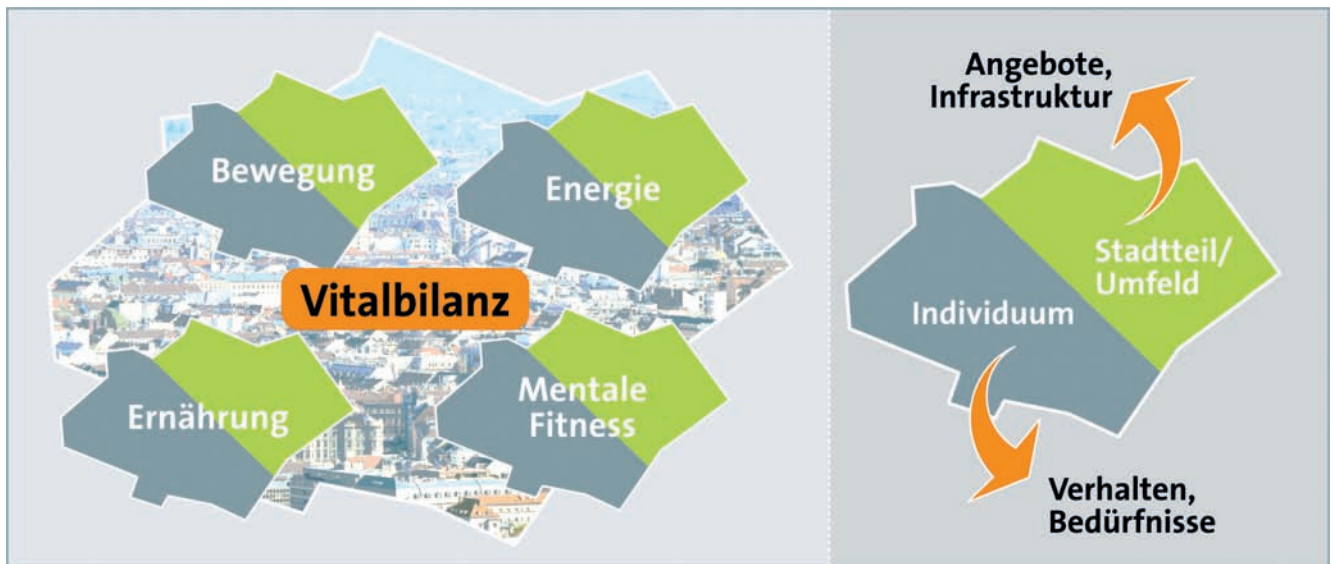 Bewegung
Energie
Vitalbilanz
Ernährung
Mentale
Fitness
Angebote,
Infrastruktur
Stadtteil/
Umfeld
Individuum
Verhalten,
Bedürfnisse